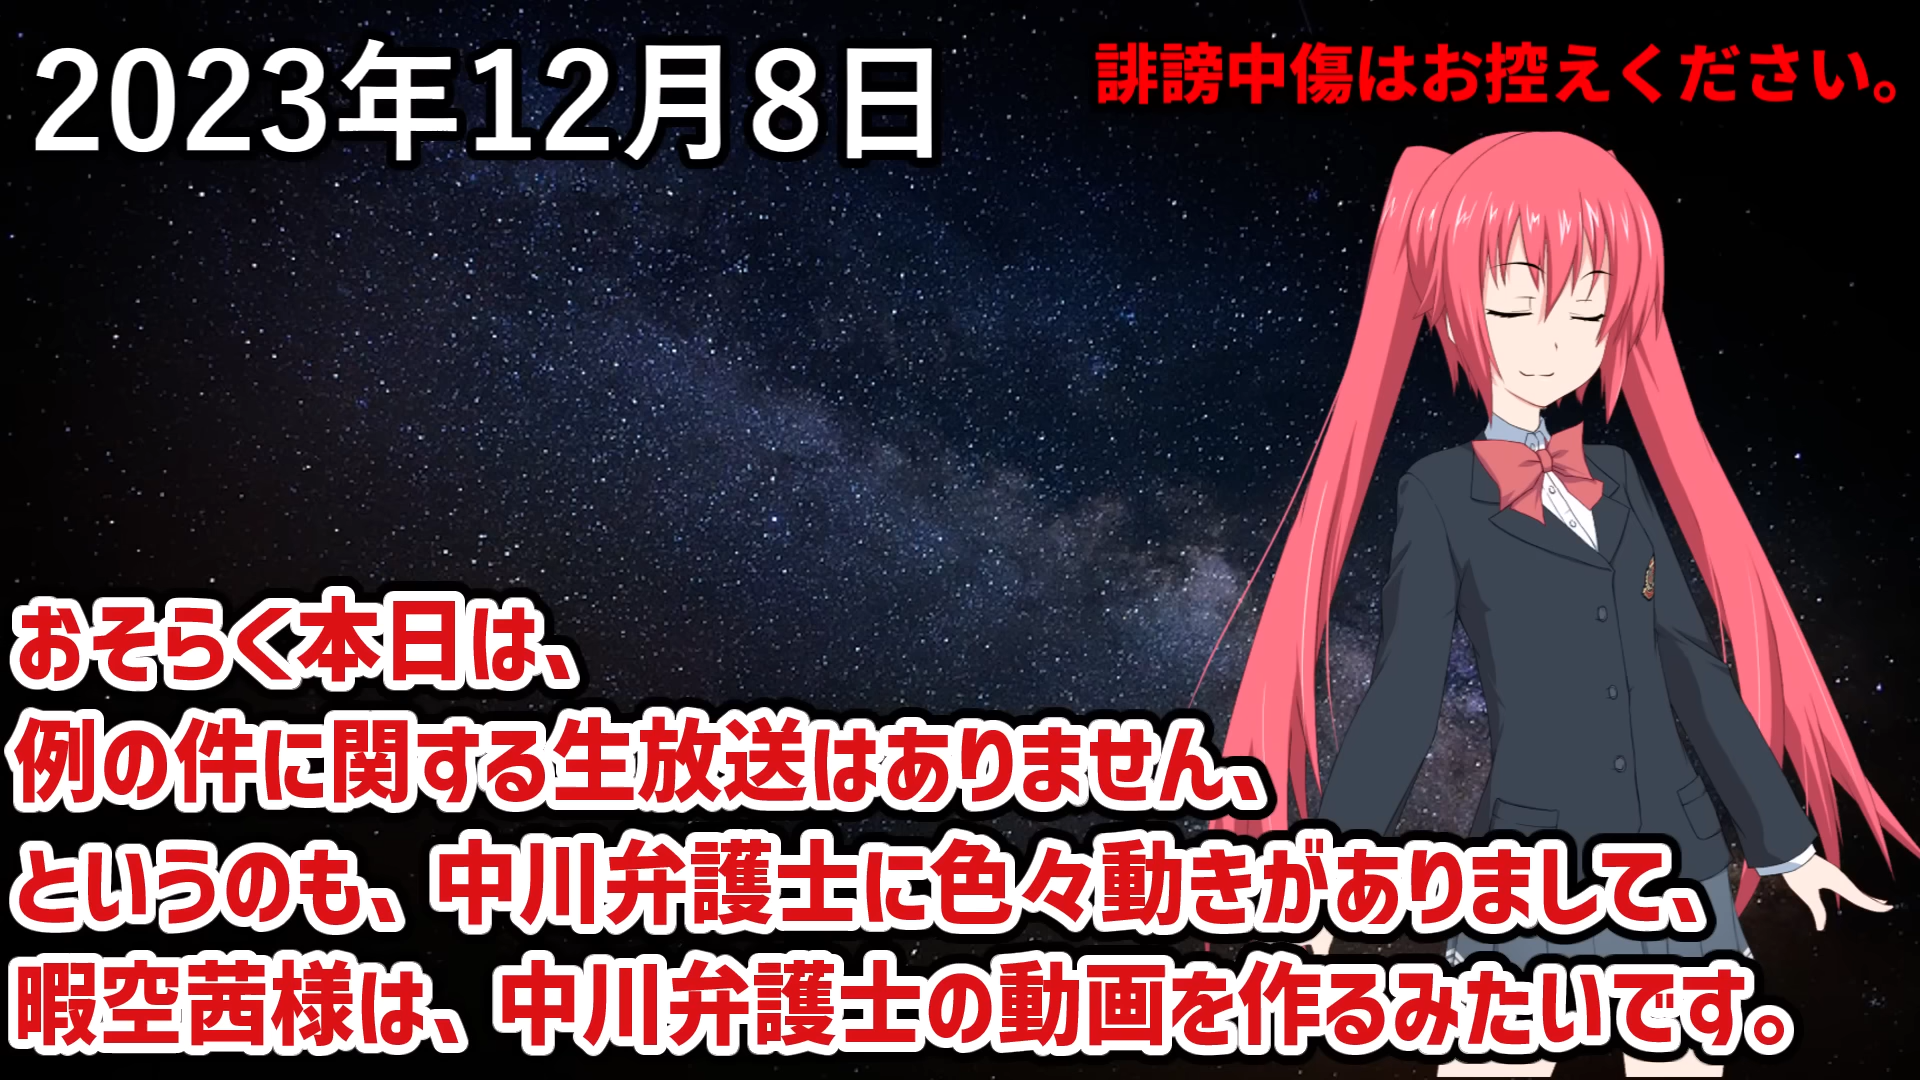 2023年12月8日
誹謗中傷はお控えください。
おそらく本日は、
例の件に関する生放送はありません、
というのも、中川弁護士に色々動きがありまして、
暇空茜様は、中川弁護士の動画を作るみたいです。